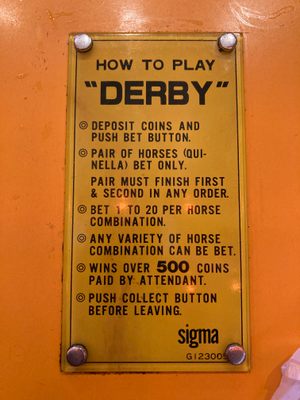 HOW TO PLAY
"DERBY"
◎ DEPOSIT COINS AND
PUSH BET BUTTON.
◎ PAIR OF HORSES (QUI-
NELLA) BET ONLY.
PAIR MUST FINISH FIRST
& SECOND IN ANY ORDER.
◎ BET 1 TO 20 PER HORSE
COMBINATION.
◎ ANY VARIETY OF HORSE
COMBINATION CAN BE BET.
◎ WINS OVER 500 COINS
PAID BY ATTENDANT.
◎ PUSH COLLECT BUTTON
BEFORE LEAVING.
sigma